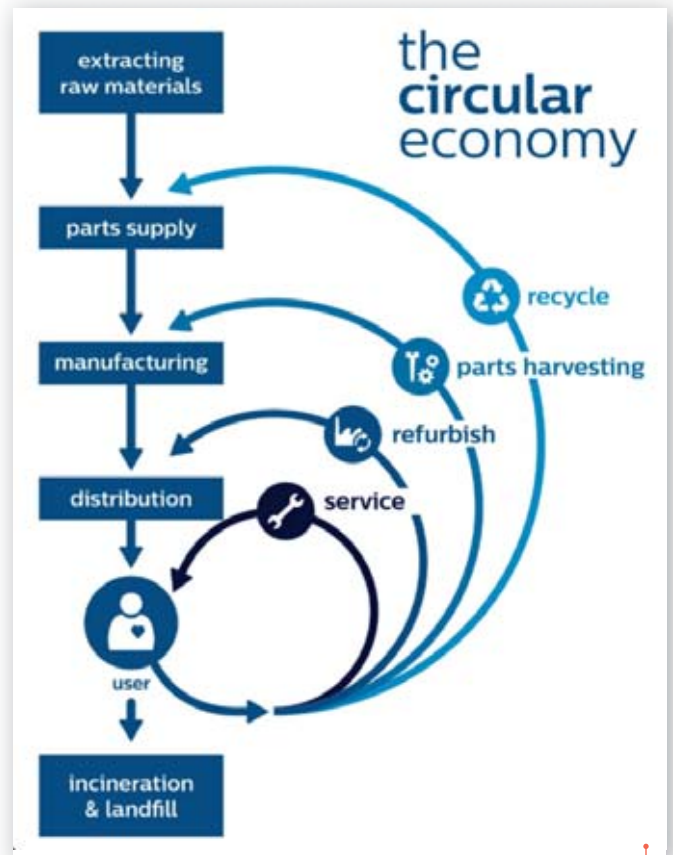 the
circular
economy
extracting
raw materials
parts supply
recycle
manufacturing
parts harvesting
refurbish
distribution
service
user
incineration
& landfill